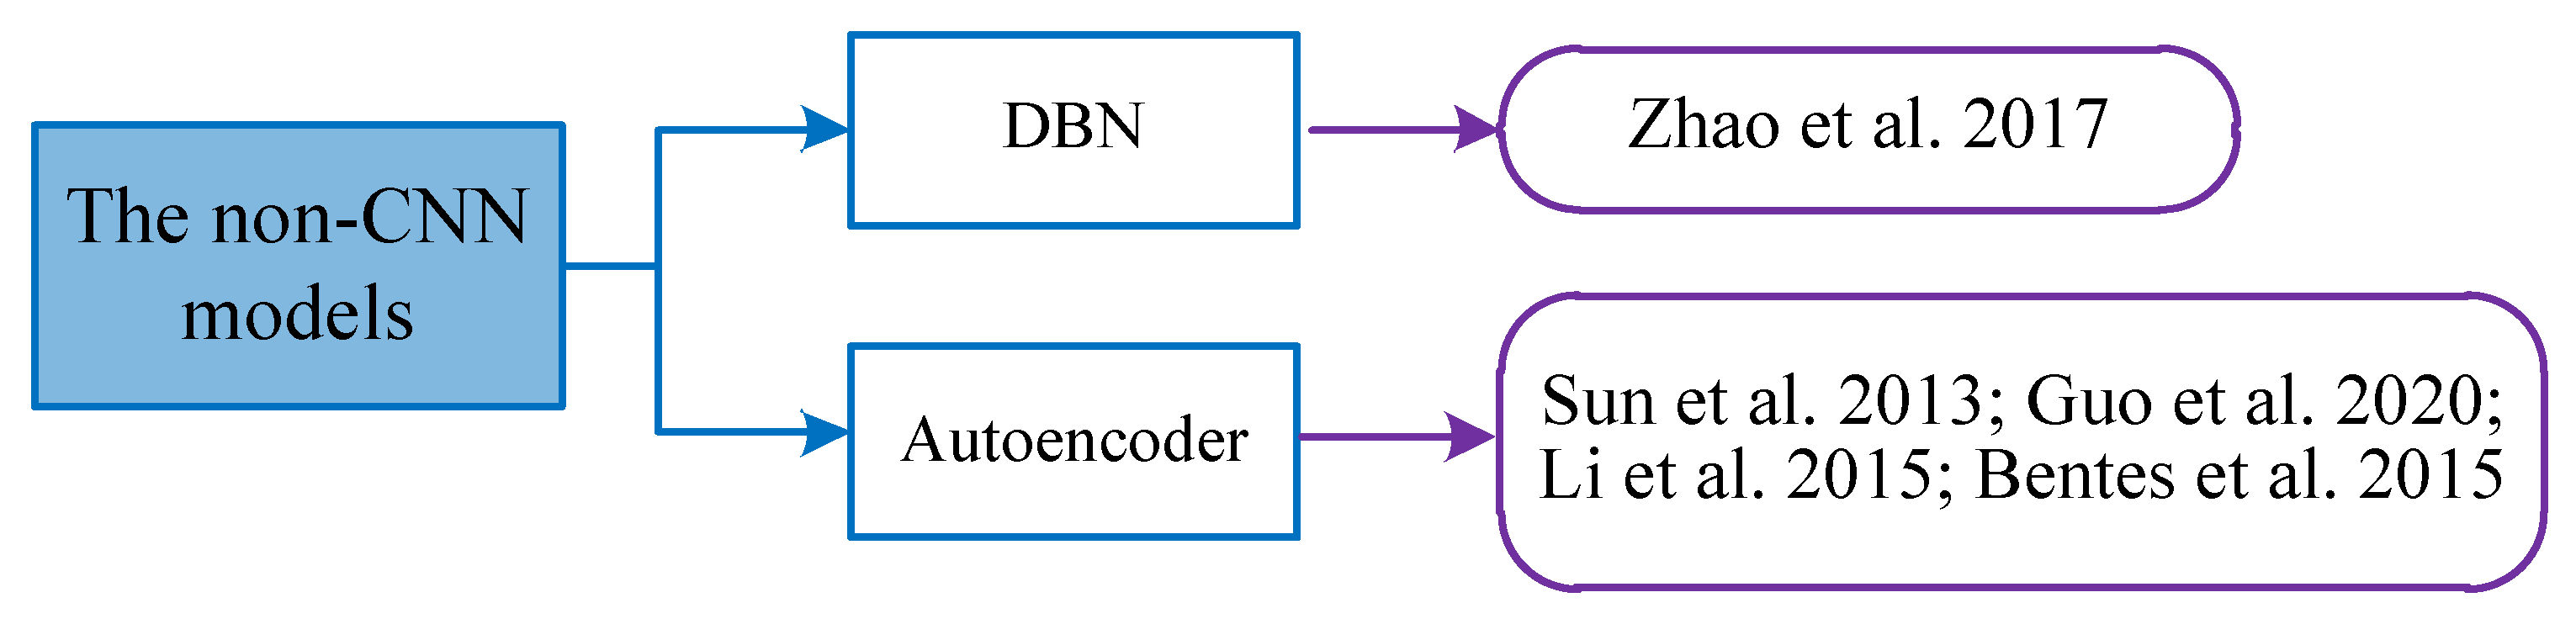 The non-CNN
models
DBN
Zhao et al. 2017
Autoencoder
Sun et al. 2013; Guo et al. 2020;
Li et al. 2015; Bentes et al. 2015